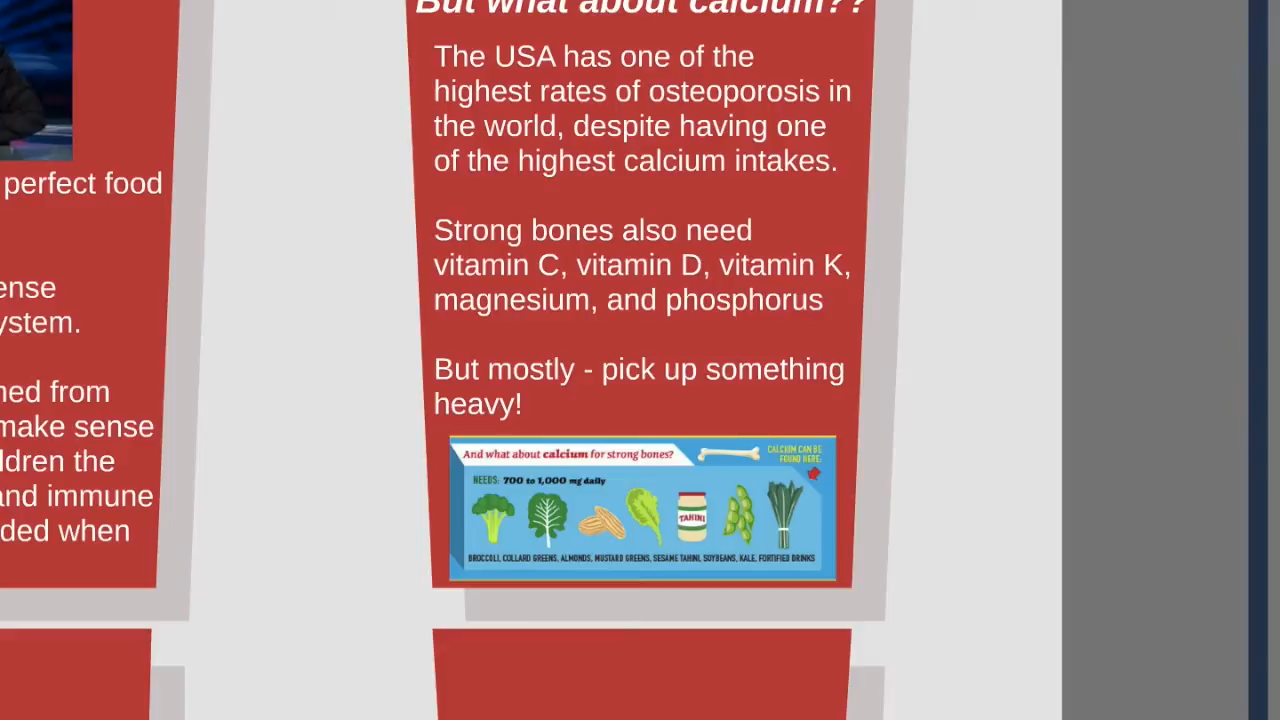 But what about calcium??
The USA has one of the
highest rates of osteoporosis in
the world, despite having one
of the highest calcium intakes.
Strong bones also need
vitamin C, vitamin D, vitamin K,
magnesium, and phosphorus
But mostly - pick up something
heavy!
And what about calcium for strong bones?
CALCIUM CAN BE
FOUND HERE:
NEEDS: 700 to 1,000 mg daily
TAHINI
BROCCOLI, COLLARD GREENS, ALMONDS, MUSTARD GREENS, SESAME TAHINI, SOYBEANS, KALE, FORTIFIED DRINKS
perfect food
ense
ystem.
ned from
make sense
ldren the
and immune
ded when